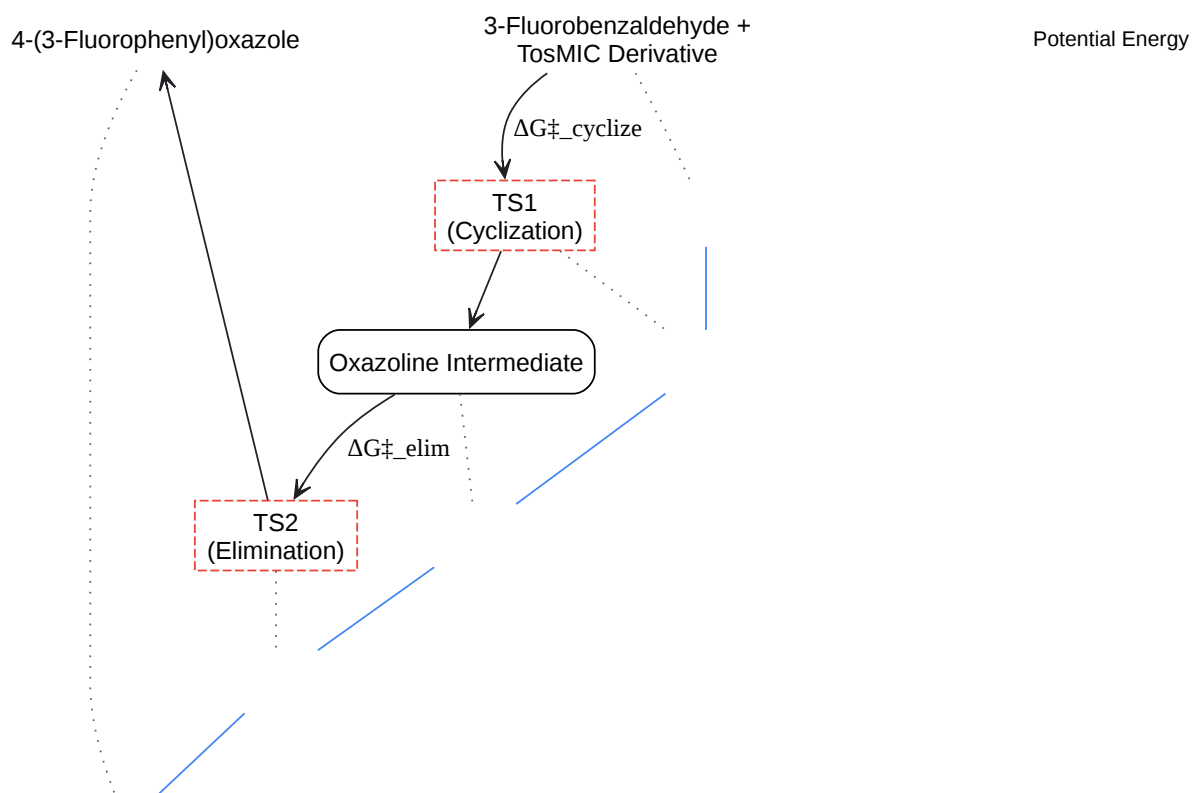 4-(3-Fluorophenyl)oxazole
3-Fluorobenzaldehyde +
TosMIC Derivative
Potential Energy
ΔG‡_cyclize
TS1
(Cyclization)
Oxazoline Intermediate
ΔG‡_elim
TS2
(Elimination)